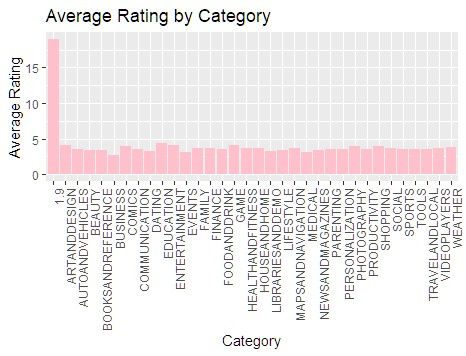 Average Rating by Category
Average Rating
15
10
5
0
1.9
ARTANDDESIGN
AUTOANDVEHICLES
BEAUTY
BOOKSANDREFERENCE
BUSINESS
COMICS
COMMUNICATION
DATING
EDUCATION
ENTERTAINMENT
EVENTS
FAMILY
FINANCE
FOODANDDRINK
GAME
HEALTHANDFITNESS
HOUSEANDHOME
LIBRARIESANDDEMO
LIFESTYLE
MAPSANDNAVIGATION
MEDICAL
NEWSANDMAGAZINES
PARENTING
PERSONALIZATION
PHOTOGRAPHY
PRODUCTIVITY
SHOPPING
SOCIAL
SPORTS
TOOLS
TRAVELANDLOCAL
VIDEOPLAYERS
WEATHER
Category